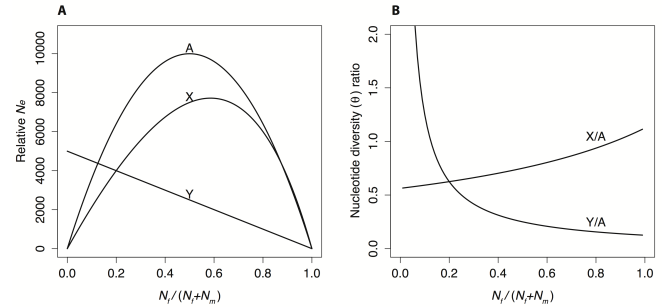 A
B
Relative Ne
10000
8000
6000
4000
2000
0
A
X
Y
0.0 0.2 0.4 0.6 0.8 1.0
Nf / (Nf+Nm)
Nucleotide diversity (θ) ratio
2.0
1.5
1.0
0.5
0.0
X/A
Y/A
0.0 0.2 0.4 0.6 0.8 1.0
Nf / (Nf+Nm)